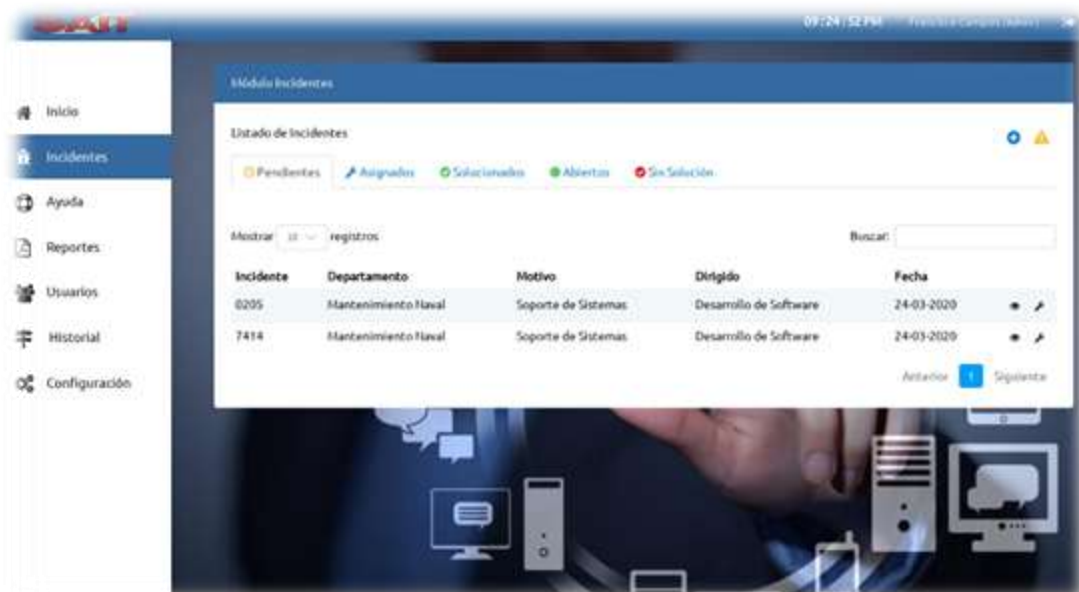 09:24:52 PM
Módulo Incidentes
Inicio
Incidentes
Ayuda
Reportes
Usuarios
Historial
Configuración
Listado de Incidentes
Pendientes Asignados Solucionados Abiertos Sin Solución
Mostrar 10 registros Buscar:
Incidente Departamento Motivo Dirigido Fecha
0205 Mantenimiento Naval Soporte de Sistemas Desarrollo de Software 24-03-2020
7414 Mantenimiento Naval Soporte de Sistemas Desarrollo de Software 24-03-2020
Anterior 1 Siguiente